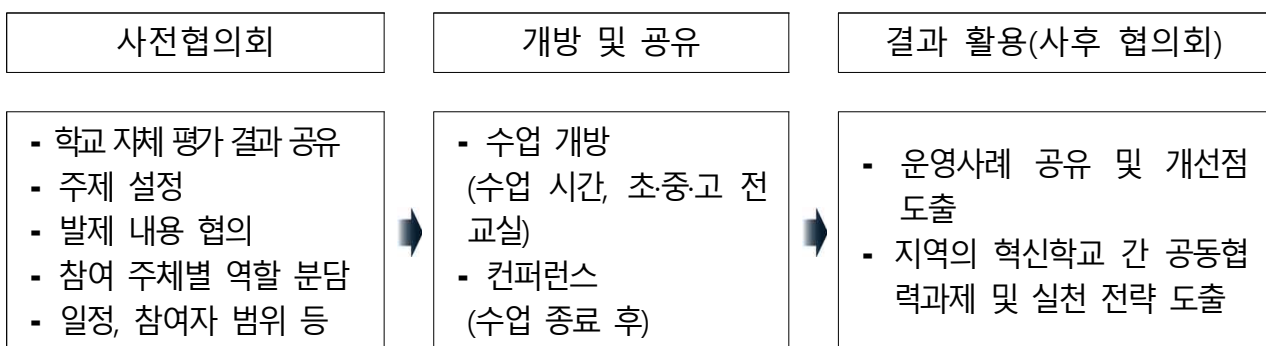 사전협의회
개방 및 공유
결과 활용(사후 협의회)
- 학교 자체 평가 결과 공유
- 주제 설정
- 발제 내용 협의
- 참여 주체별 역할 분담
- 일정, 참여자 범위 등
- 수업 개방
(수업 시간, 초·중·고 전
교실)
- 컨퍼런스
(수업 종료 후)
- 운영사례 공유 및 개선점
도출
- 지역의 혁신학교 간 공동협
력과제 및 실천 전략 도출